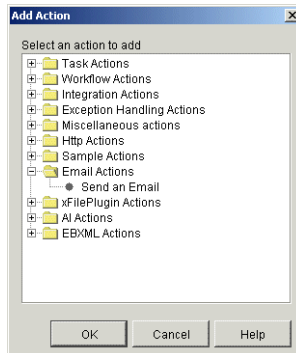 Add Action
Select an action to add
Task Actions
Workflow Actions
Integration Actions
Exception Handling Actions
Miscellaneous actions
Http Actions
Sample Actions
Email Actions
Send an Email
xFilePlugin Actions
AI Actions
EBXML Actions
OK Cancel Help